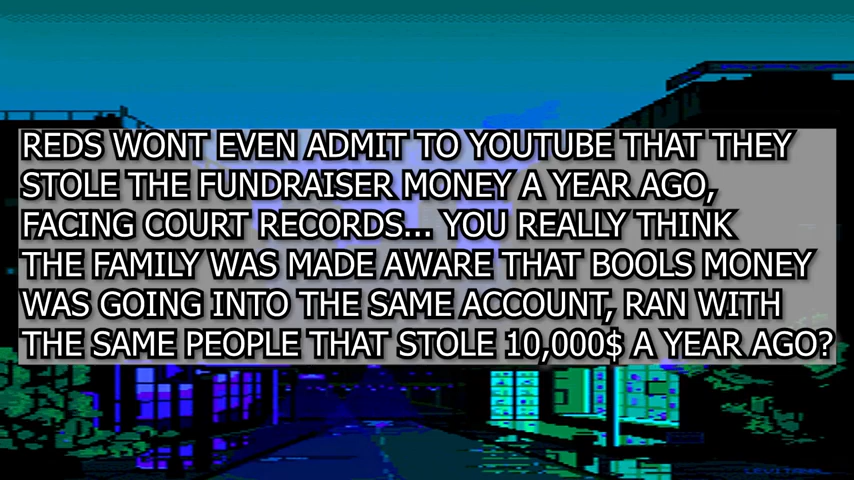 REDS WONT EVEN ADMIT TO YOUTUBE THAT THEY
STOLE THE FUNDRAISER MONEY A YEAR AGO,
FACING COURT RECORDS... YOU REALLY THINK
THE FAMILY WAS MADE AWARE THAT BOOLS MONEY
WAS GOING INTO THE SAME ACCOUNT, RAN WITH
THE SAME PEOPLE THAT STOLE 10,000$ A YEAR AGO?